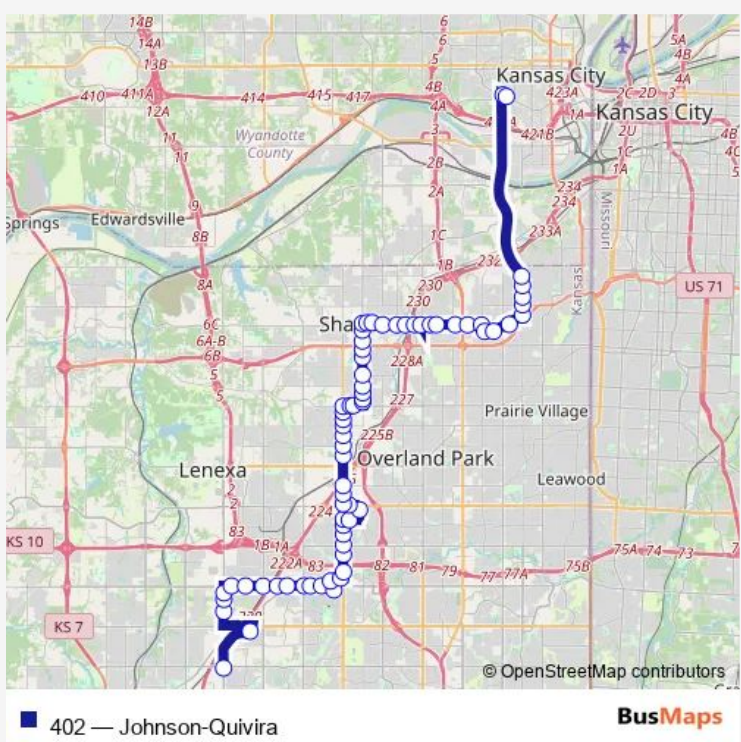 14B
14A
13B
411A
12A
410
414
415
417
6
6
5
4B
4A
Kansas City
423A
1A
421B
5A
4B
4A
2C 2D
3
Kansas City
2U
1C
1A
4B
Wyandotte
County
11
11
3
2B
2A
234
234
233A
Missouri
Springs
Edwardsville
9
8B
1C
1B
232
230
230
Kansas
US 71
8A
6C
6A-B
6B
5
5
Sha
228A
227
Prairie Village
225B
Overland Park
Lenexa
Leawood
2
2
224
KS 10
83
1B 1A
222A
83
82
81
79
77
77A
75B
75A
74
73
7
KS 7
© OpenStreetMap contributors
402 — Johnson-Quivira
BusMaps